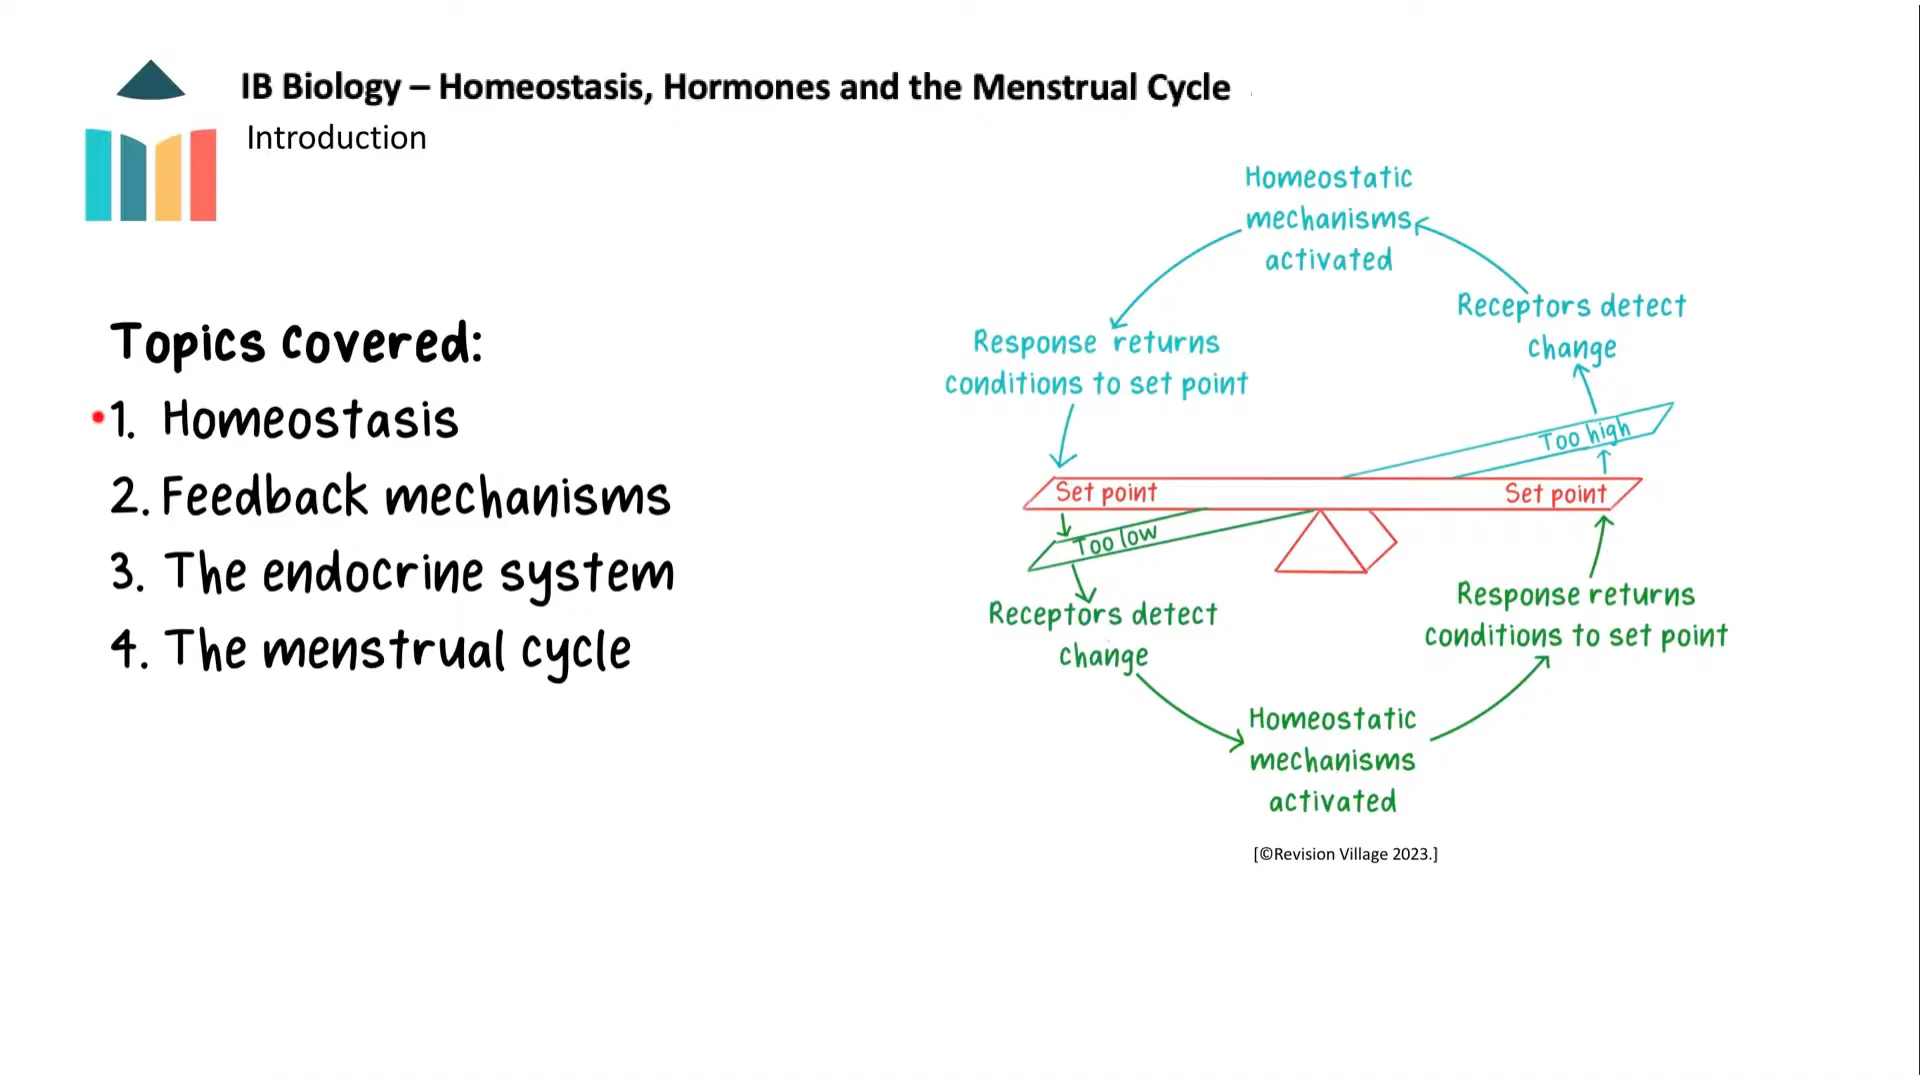 IB Biology – Homeostasis, Hormones and the Menstrual Cycle
Introduction
Topics covered:
1. Homeostasis
2. Feedback mechanisms
3. The endocrine system
4. The menstrual cycle
Homeostatic
mechanisms
activated
Receptors detect
change
Response returns
conditions to set point
Too high
Set point
Set point
Too low
Receptors detect
change
Response returns
conditions to set point
Homeostatic
mechanisms
activated
[©Revision Village 2023.]